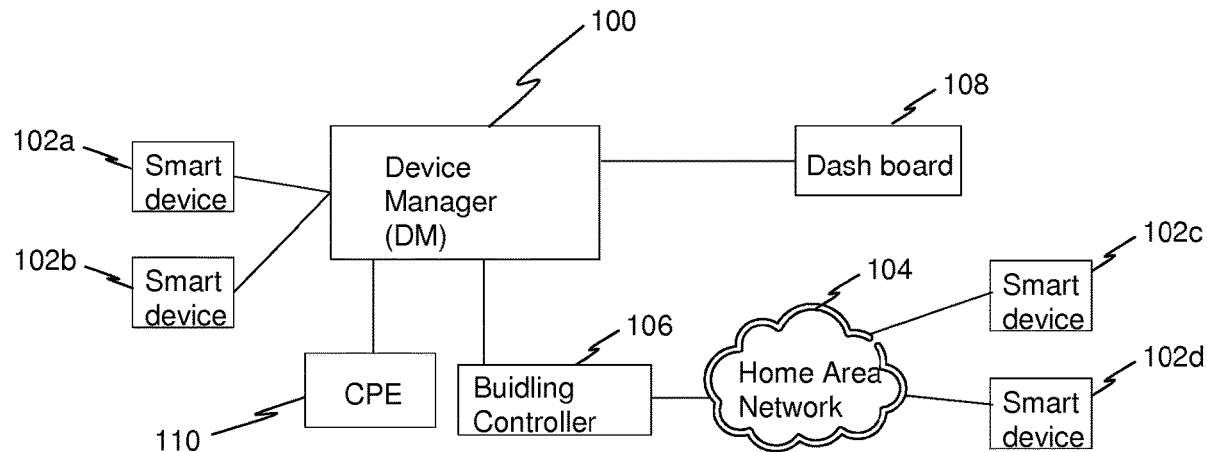 100
108
102a
Smart
device
Device
Manager
(DM)
Dash board
102b
Smart
device
102c
Smart
device
104
106
CPE
110
Buidling
Controller
Home Area
Network
102d
Smart
device